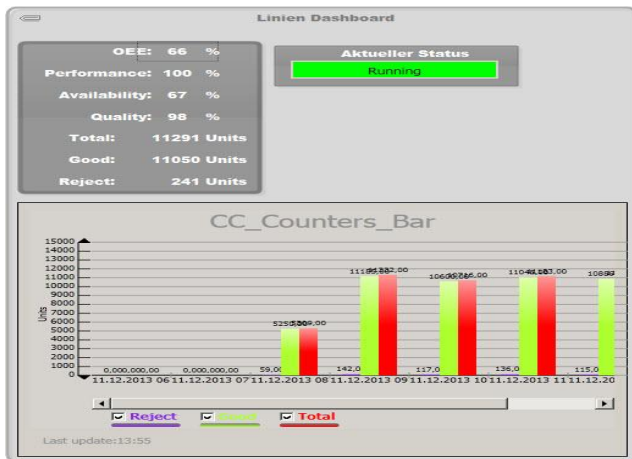 Linien Dashboard
OEE: 66 %
Performance: 100 %
Availability: 67 %
Quality: 98 %
Total: 11291 Units
Good: 11050 Units
Reject: 241 Units
Aktueller Status
Running
CC_Counters_Bar
15000
14000
13000
12000
11000
10000
9000
8000
7000
6000
5000
4000
3000
2000
1000
0
Units
0,000,000,00
0,000,000,00
59,0
142,0
117,0
136,0
115,0
11.12.2013 06
11.12.2013 07
11.12.2013 08
11.12.2013 09
11.12.2013 10
11.12.2013 11
11.12.20
Reject
Good
Total
Last update:13:55